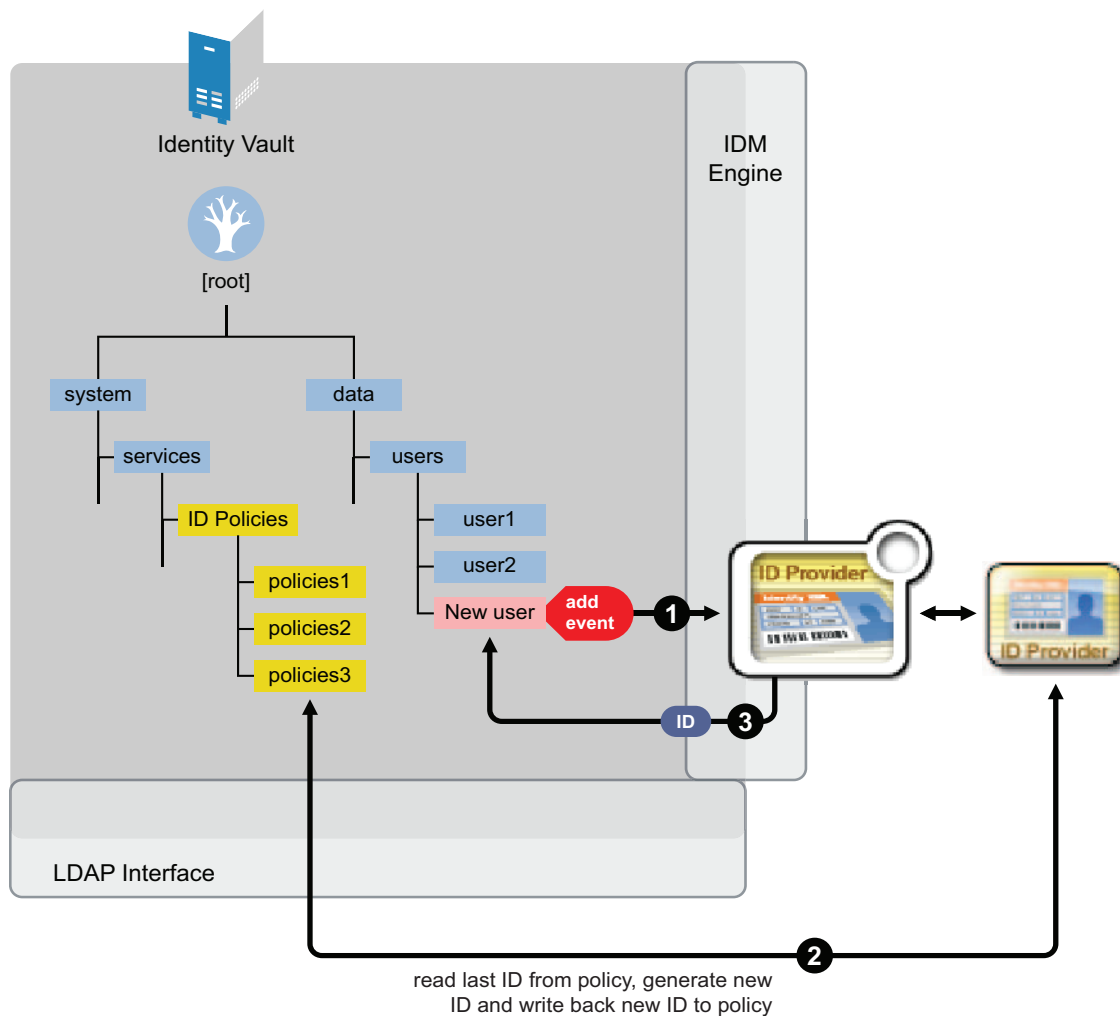 Identity Vault
IDM
Engine
[root]
system
data
services
users
ID Policies
user1
user2
policies1
policies2
policies3
New user
add
event
1
ID Provider
Identity
ID Provider
ID
3
LDAP Interface
2
read last ID from policy, generate new
ID and write back new ID to policy